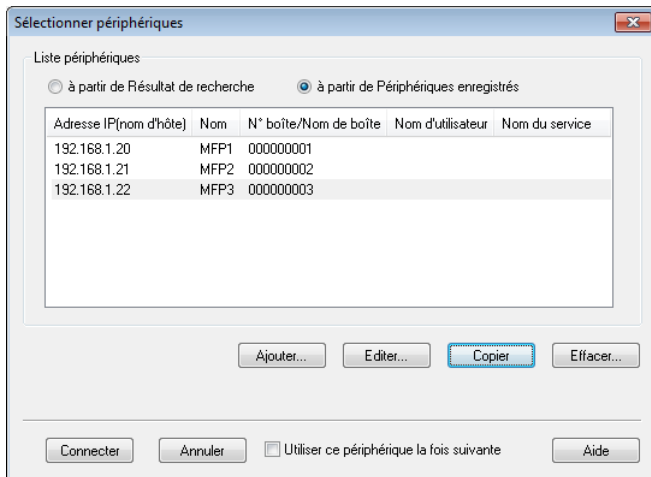 Sélectionner périphériques
Liste périphériques
à partir de Résultat de recherche à partir de Périphériques enregistrés
Adresse IP(nom d'hôte) Nom N° boîte/Nom de boîte Nom d'utilisateur Nom du service
192.168.1.20 MFP1 000000001
192.168.1.21 MFP2 000000002
192.168.1.22 MFP3 000000003
Ajouter... Editer... Copier Effacer...
Connecter Annuler Utiliser ce périphérique la fois suivante Aide